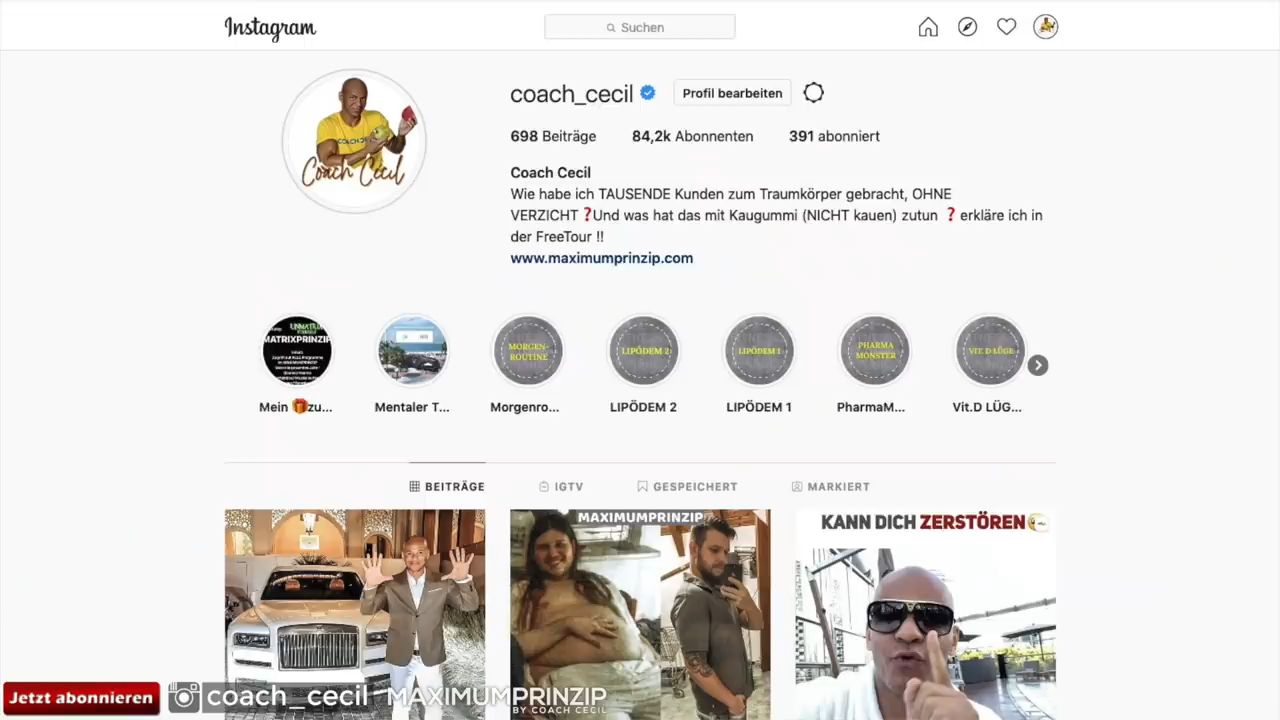 Instagram
Suchen
coach_cecil
Profil bearbeiten
698 Beiträge
84,2k Abonnenten
391 abonniert
Coach Cecil
Wie habe ich TAUSENDE Kunden zum Traumkörper gebracht, OHNE
VERZICHT❓Und was hat das mit Kaugummi (NICHT kauen) zutun ❓ erkläre ich in
der FreeTour !!
www.maximumprinzip.com
Coach Cecil
MATRIXPRINZIP
MORGEN-
ROUTINE
LIPÖDEM 2
LIPÖDEM 1
PHARMA
MONSTER
VIT. D LÜGE
Mein 🎁zu...
Mentaler T...
Morgenro...
LIPÖDEM 2
LIPÖDEM 1
PharmaM...
Vit.D LÜG...
BEITRÄGE
IGTV
GESPEICHERT
MARKIERT
MAXIMUMPRINZIP
KANN DICH ZERSTÖREN
Jetzt abonnieren
coach_cecil
MAXIMUMPRINZIP
BY COACH CECIL